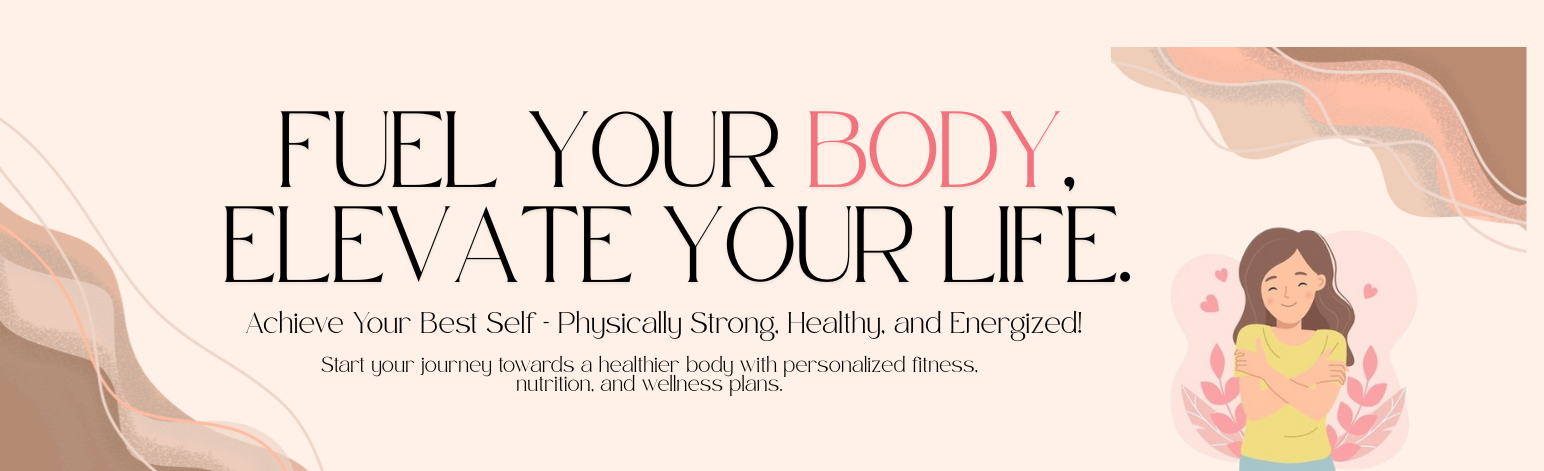 FUEL YOUR BODY,
ELEVATE YOUR LIFE.
Achieve Your Best Self - Physically Strong, Healthy, and Energized!
Start your journey towards a healthier body with personalized fitness,
nutrition, and wellness plans.